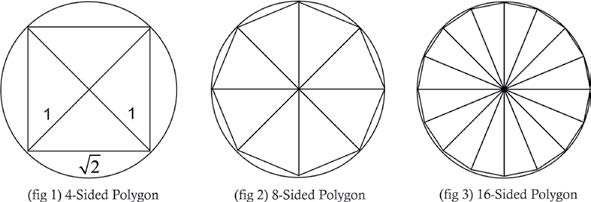 1 1
√2
(fig 1) 4-Sided Polygon
(fig 2) 8-Sided Polygon
(fig 3) 16-Sided Polygon